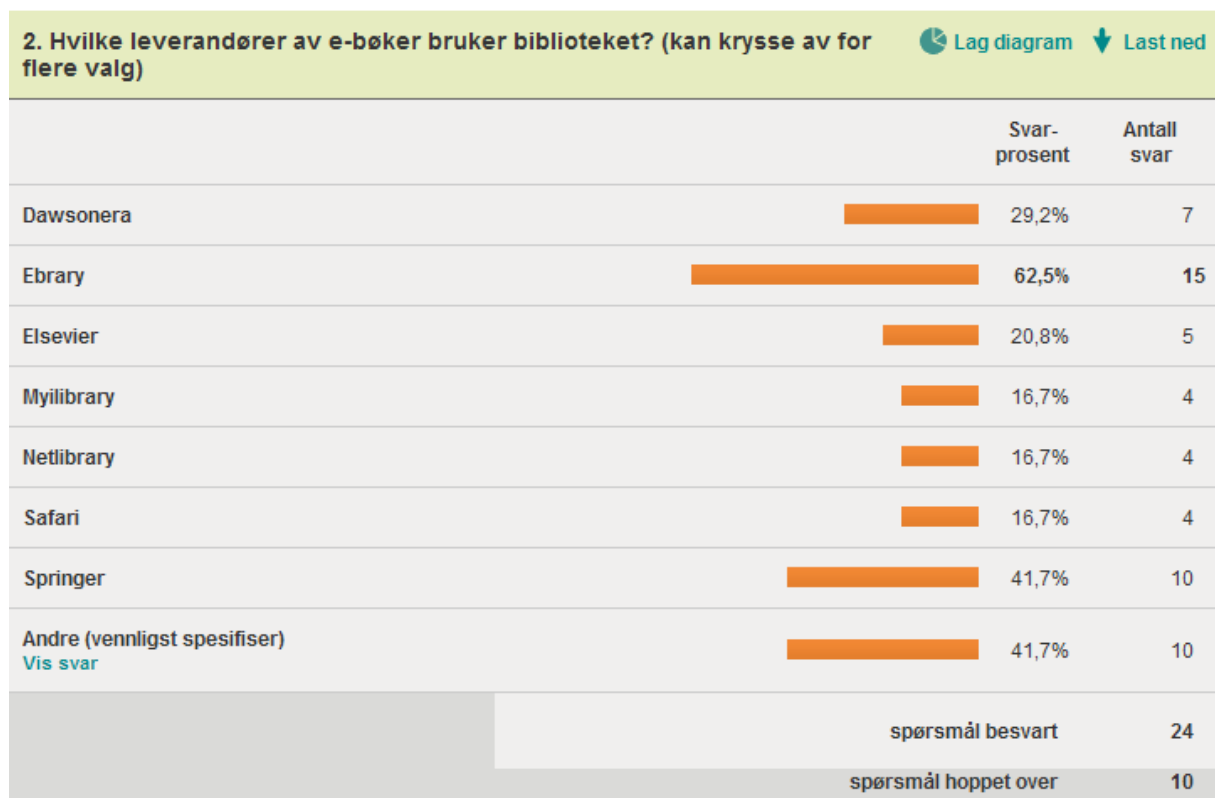 2. Hvilke leverandører av e-bøker bruker biblioteket? (kan krysse av for
flere valg)
Lag diagram Last ned
Svar-
prosent
Antall
svar
Dawsonera 29,2% 7
Ebrary 62,5% 15
Elsevier 20,8% 5
Myilibrary 16,7% 4
Netlibrary 16,7% 4
Safari 16,7% 4
Springer 41,7% 10
Andre (vennligst spesifiser)
Vis svar
41,7% 10
spørsmål besvart 24
spørsmål hoppet over 10